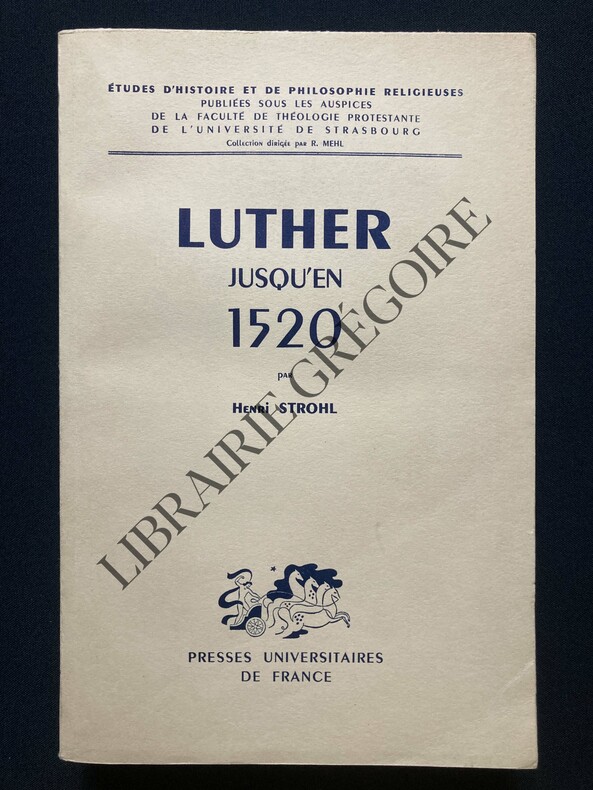 ÉTUDES D'HISTOIRE ET DE PHILOSOPHIE RELIGIEUSES
PUBLIÉES SOUS LES AUSPICES
DE LA FACULTÉ DE THÉOLOGIE PROTESTANTE
DE L'UNIVERSITÉ DE STRASBOURG
Collection dirigée par R. MEHL
LUTHER
JUSQU'EN
1520
par
Henri STROHL
LIBRAIRIE GRÉGOIRE
PRESSES UNIVERSITAIRES
DE FRANCE